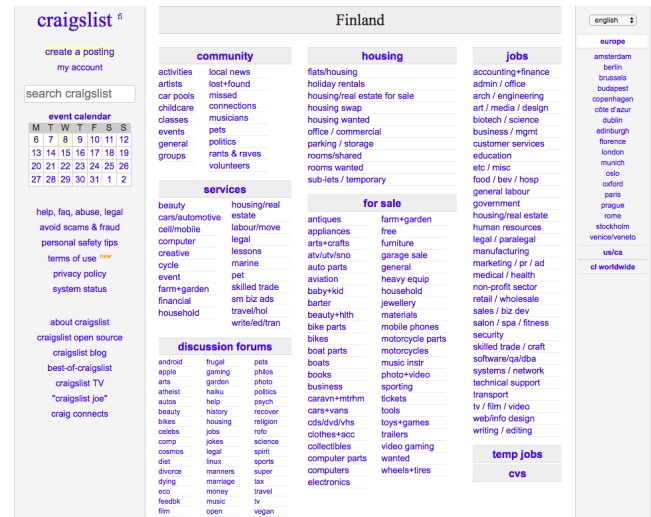 craigslist fi
create a posting
my account
search craigslist
event calendar
M T W T F S S
6 7 8 9 10 11 12
13 14 15 16 17 18 19
20 21 22 23 24 25 26
27 28 29 30 31 1 2
help, faq, abuse, legal
avoid scams & fraud
personal safety tips
terms of use new
privacy policy
system status
about craigslist
craigslist open source
craigslist blog
best-of-craigslist
craigslist TV
"craigslist joe"
craig connects
Finland
community
activities
artists
car pools
childcare
classes
events
general
groups
local news
lost+found
missed
connections
musicians
pets
politics
rants & raves
volunteers
services
beauty
cars/automotive
cell/mobile
computer
creative
cycle
event
farm+garden
financial
household
housing/real
estate
labour/move
legal
lessons
marine
pet
skilled trade
sm biz ads
travel/hol
write/ed/tran
discussion forums
android
apple
arts
atheist
autos
beauty
bikes
celebs
comp
cosmos
diet
divorce
dying
eco
feedbk
film
frugal
gaming
garden
haiku
help
history
housing
jobs
jokes
legal
linux
manners
marriage
money
music
open
pets
philos
photo
politics
psych
recover
religion
rofo
science
spirit
sports
super
tax
travel
tv
vegan
housing
flats/housing
holiday rentals
housing/real estate for sale
housing swap
housing wanted
office / commercial
parking / storage
rooms/shared
rooms wanted
sub-lets / temporary
for sale
antiques
appliances
arts+crafts
atv/utv/sno
auto parts
aviation
baby+kid
barter
beauty+hlth
bike parts
bikes
boat parts
boats
books
business
caravn+mtrhm
cars+vans
cds/dvd/vhs
clothes+acc
collectibles
computer parts
computers
electronics
farm+garden
free
furniture
garage sale
general
heavy equip
household
jewellery
materials
mobile phones
motorcycle parts
motorcycles
music instr
photo+video
sporting
tickets
tools
toys+games
trailers
video gaming
wanted
wheels+tires
jobs
accounting+finance
admin / office
arch / engineering
art / media / design
biotech / science
business / mgmt
customer services
education
etc / misc
food / bev / hosp
general labour
government
housing/real estate
human resources
legal / paralegal
manufacturing
marketing / pr / ad
medical / health
non-profit sector
retail / wholesale
sales / biz dev
salon / spa / fitness
security
skilled trade / craft
software/qa/dba
systems / network
technical support
transport
tv / film / video
web/info design
writing / editing
temp jobs
cvs
english
europe
amsterdam
berlin
brussels
budapest
copenhagen
côte d'azur
dublin
edinburgh
florence
london
munich
oslo
oxford
paris
prague
rome
stockholm
venice/veneto
us/ca
cl worldwide